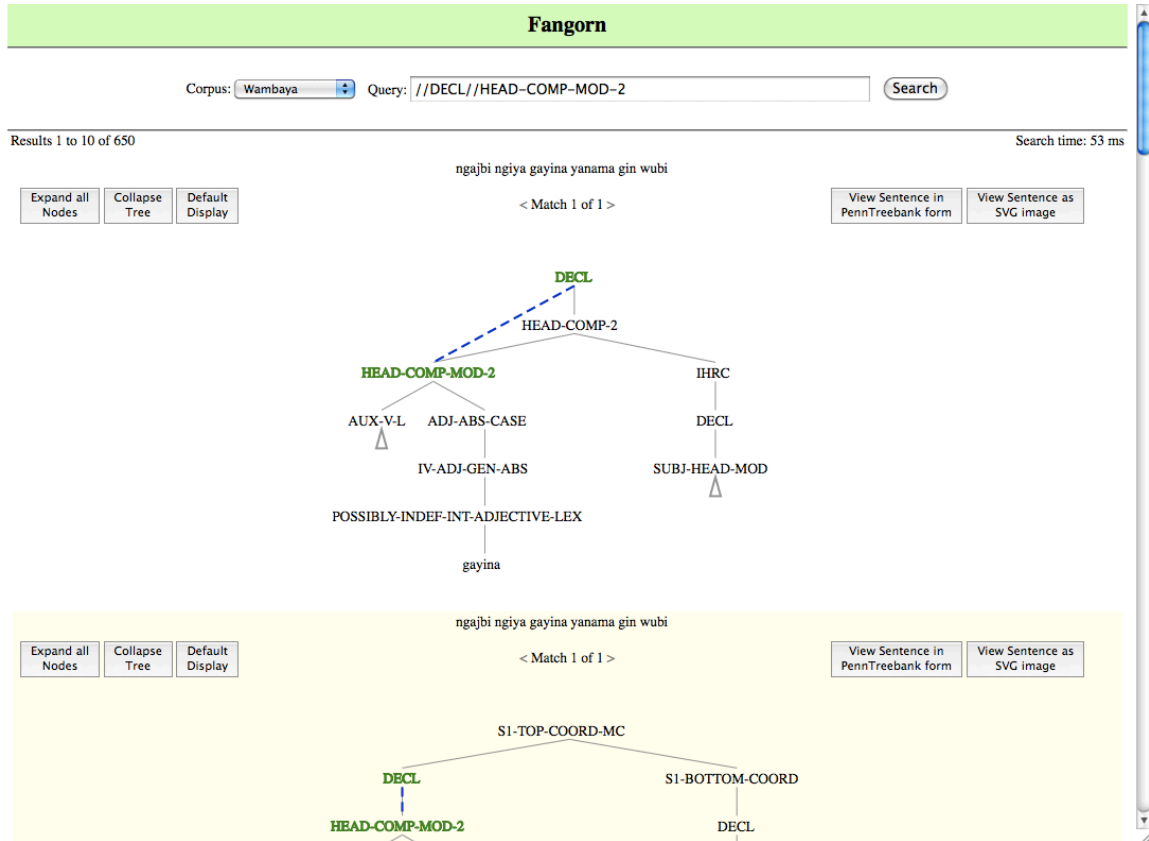 Fangorn
Corpus: Wambaya Query: //DECL//HEAD-COMP-MOD-2 Search
Results 1 to 10 of 650 Search time: 53 ms
ngajbi ngiya gayina yanama gin wubi
Expand all Nodes Collapse Tree Default Display < Match 1 of 1 > View Sentence in PennTreebank form View Sentence as SVG image
DECL
HEAD-COMP-2
HEAD-COMP-MOD-2 IHRC
AUX-V-L ADJ-ABS-CASE DECL
IV-ADJ-GEN-ABS SUBJ-HEAD-MOD
POSSIBLY-INDEF-INT-ADJECTIVE-LEX
gayina
ngajbi ngiya gayina yanama gin wubi
Expand all Nodes Collapse Tree Default Display < Match 1 of 1 > View Sentence in PennTreebank form View Sentence as SVG image
S1-TOP-COORD-MC
DECL S1-BOTTOM-COORD
HEAD-COMP-MOD-2 DECL